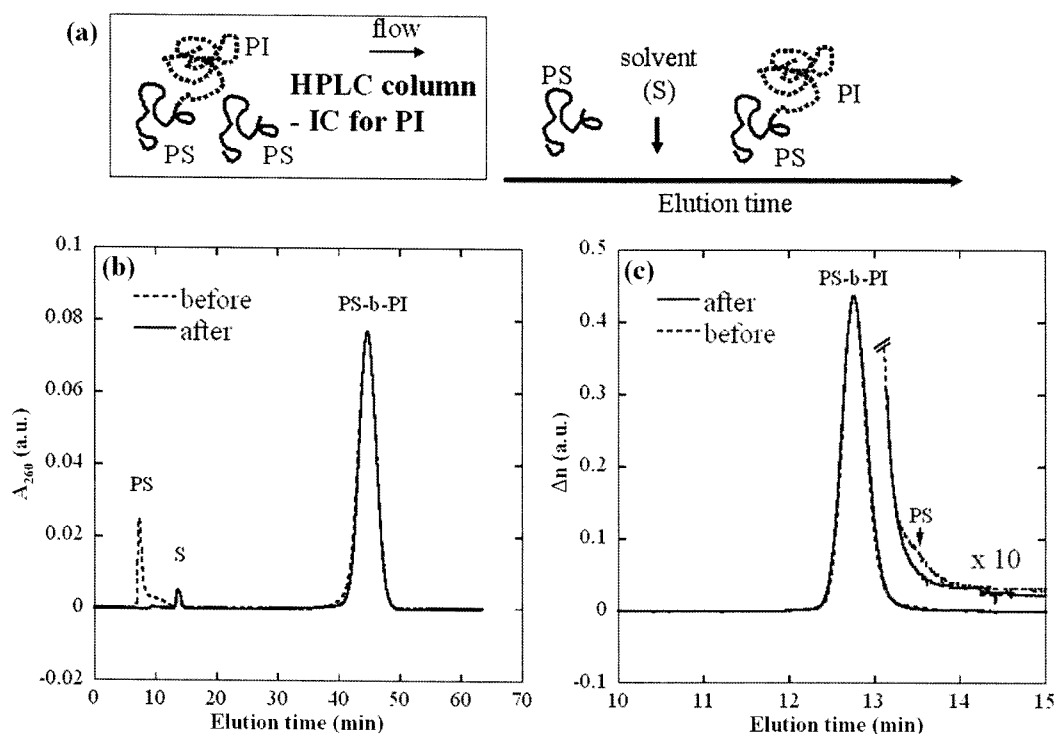 (a)
PI
flow
HPLC column
- IC for PI
PS
PS
PS
solvent
(S)
PI
PS
Elution time
(b)
before
after
PS-b-PI
PS
S
0.1
0.08
0.06
0.04
0.02
0
-0.02
A260 (a.u.)
0 10 20 30 40 50 60 70
Elution time (min)
(c)
PS-b-PI
after
before
PS
x 10
0.5
0.4
0.3
0.2
0.1
0
-0.1
Δn (a.u.)
10 11 12 13 14 15
Elution time (min)